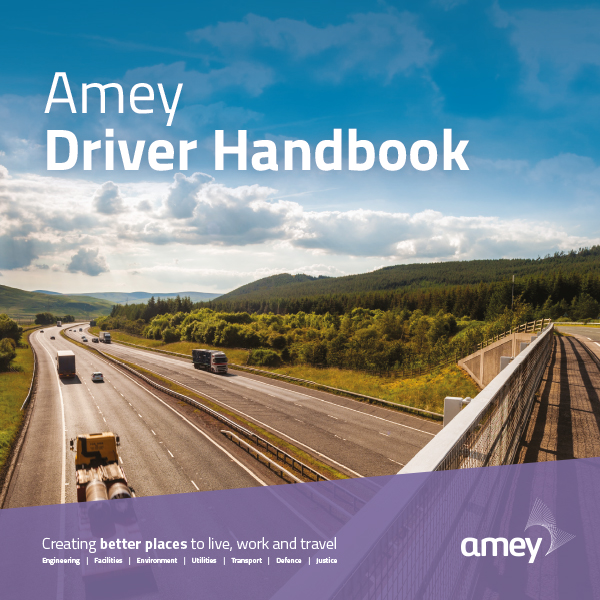 Amey
Driver Handbook
Creating better places to live, work and travel
Engineering | Facilities | Environment | Utilities | Transport | Defence | Justice
amey